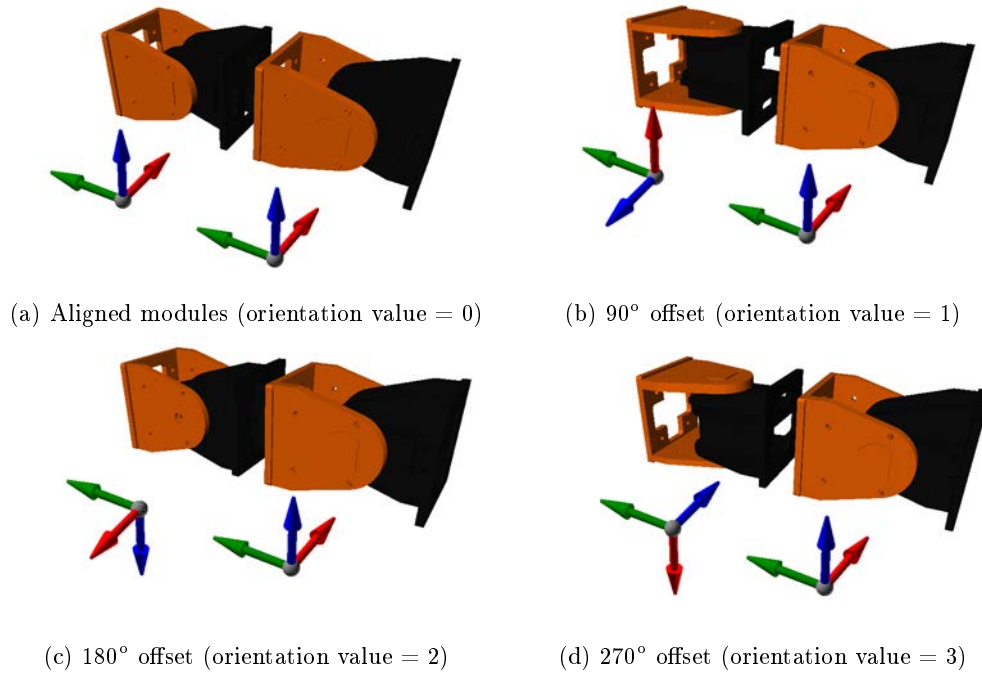 (a) Aligned modules (orientation value = 0)
(b) 90° offset (orientation value = 1)
(c) 180° offset (orientation value = 2)
(d) 270° offset (orientation value = 3)